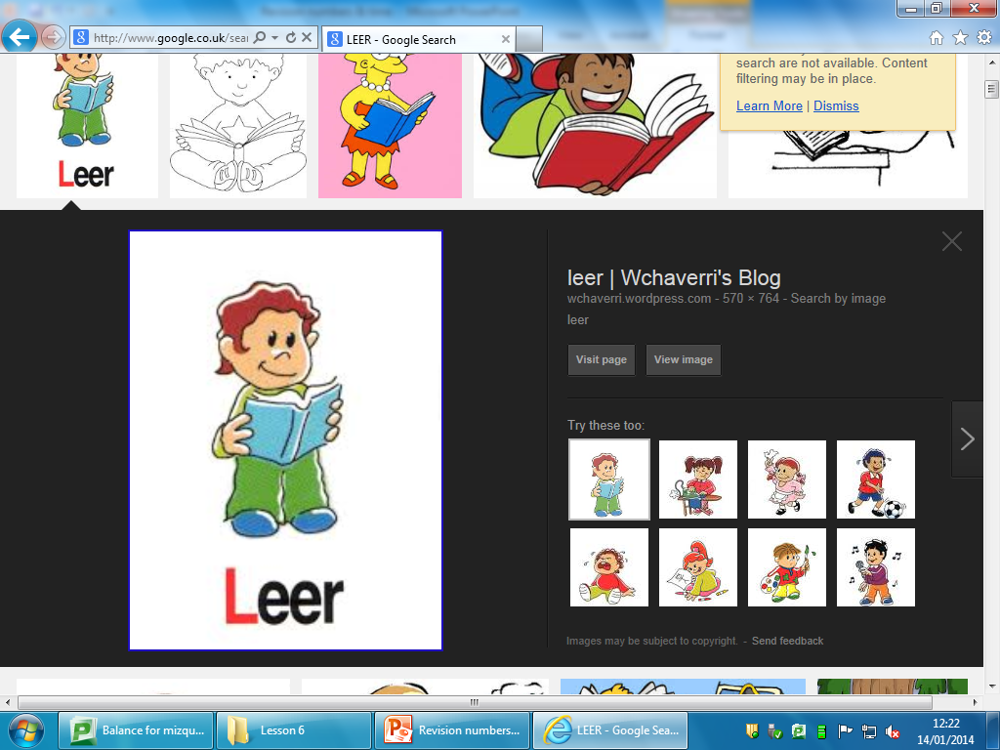 http://www.google.co.uk/sear
LEER - Google Search
search are not available. Content
filtering may be in place.
Learn More | Dismiss
Leer
leer | Wchaverri's Blog
wchaverri.wordpress.com - 570 × 764 - Search by image
leer
Visit page
View image
Try these too:
Leer
Images may be subject to copyright. - Send feedback
Balance for mizqu...
Lesson 6
Revision numbers...
LEER - Google Sea...
12:22
14/01/2014